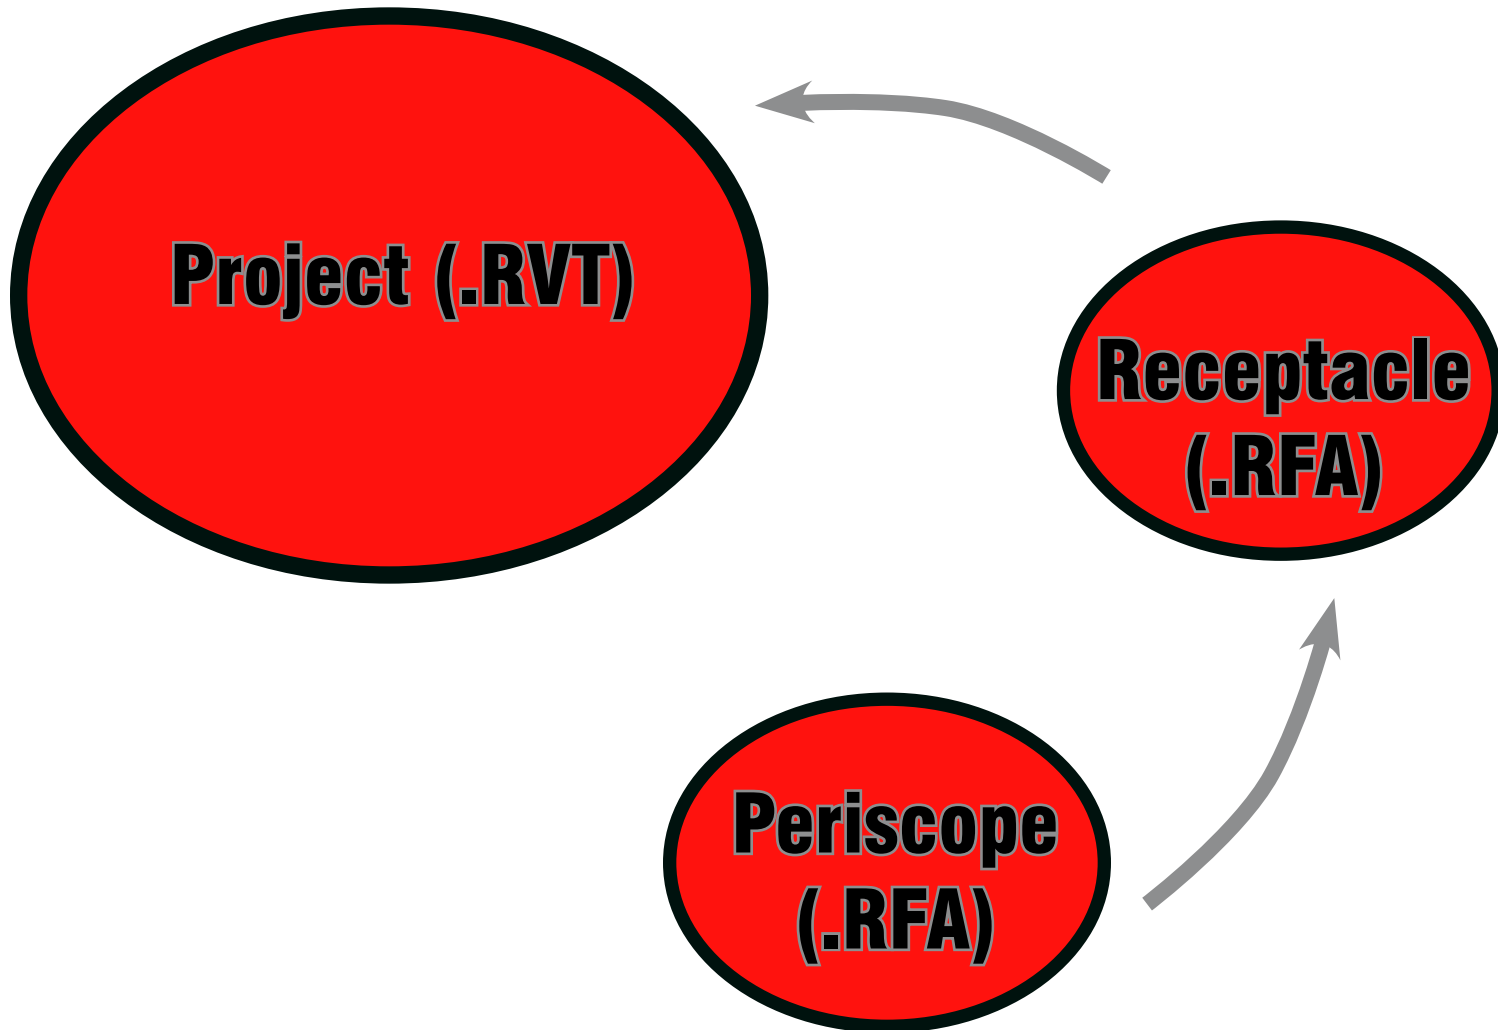 Project (.RVT)
Receptacle
(.RFA)
Periscope
(.RFA)